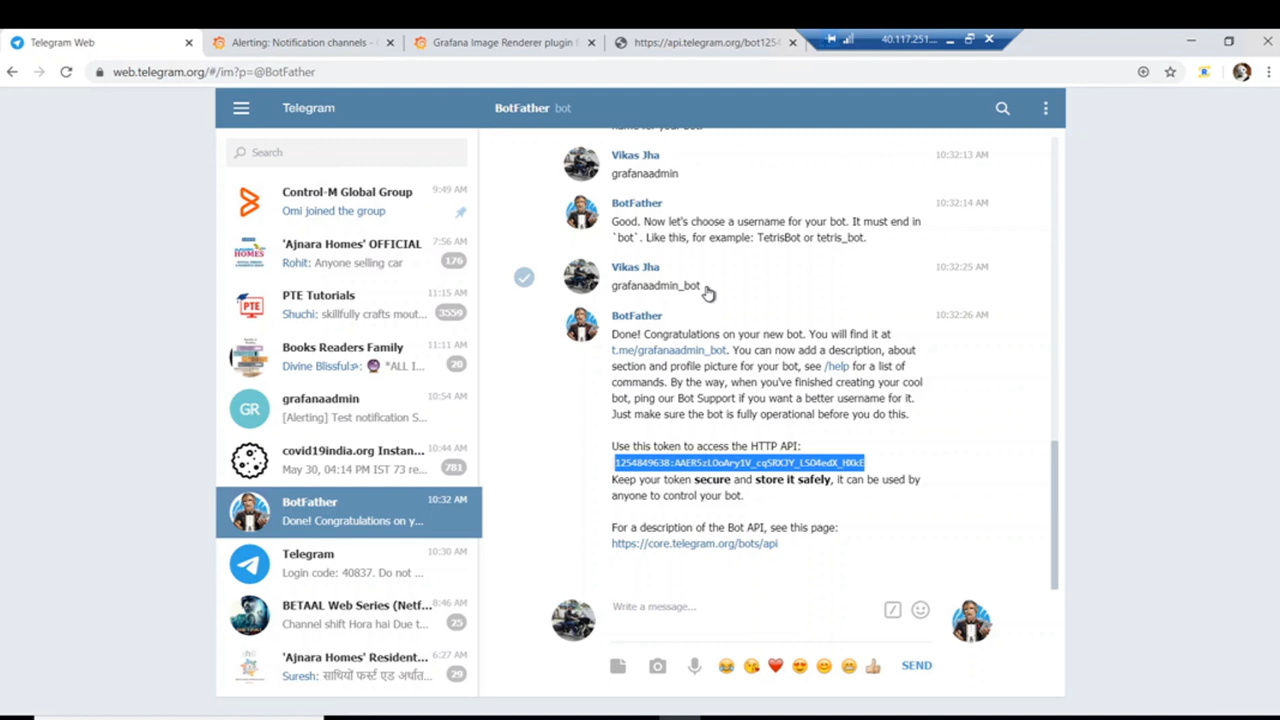 Telegram Web
Alerting: Notification channels -
Grafana Image Renderer plugin f
https://api.telegram.org/bot1254
40.117.251...
web.telegram.org/#/im?p=@BotFather
Telegram
BotFather bot
Search
Control-M Global Group 9:49 AM
Omi joined the group
'Ajnara Homes' OFFICIAL 7:56 AM
Rohit: Anyone selling car 176
PTE Tutorials 11:15 AM
Shuchi: skillfully crafts mout... 3559
Books Readers Family 11:11 AM
Divine Blissful✑: 🔮 *ALL I... 20
GR
grafanaadmin 10:54 AM
[Alerting] Test notification S...
covid19india.org Instan... 10:44 AM
May 30, 04:14 PM IST 73 re... 781
BotFather 10:32 AM
Done! Congratulations on y...
Telegram 10:30 AM
Login code: 40837. Do not ...
BETAAL Web Series (Netf... 8:46 AM
Channel shift Hora hai Due t... 25
'Ajnara Homes' Resident... 6:27 AM
Suresh: साथियों फर्स्ट एड अर्थात... 29
Vikas Jha 10:32:13 AM
grafanaadmin
BotFather 10:32:14 AM
Good. Now let's choose a username for your bot. It must end in
`bot`. Like this, for example: TetrisBot or tetris_bot.
Vikas Jha 10:32:25 AM
grafanaadmin_bot
BotFather 10:32:26 AM
Done! Congratulations on your new bot. You will find it at
t.me/grafanaadmin_bot. You can now add a description, about
section and profile picture for your bot, see /help for a list of
commands. By the way, when you've finished creating your cool
bot, ping our Bot Support if you want a better username for it.
Just make sure the bot is fully operational before you do this.
Use this token to access the HTTP API:
Keep your token secure and store it safely, it can be used by
anyone to control your bot.
For a description of the Bot API, see this page:
https://core.telegram.org/bots/api
Write a message...
SEND